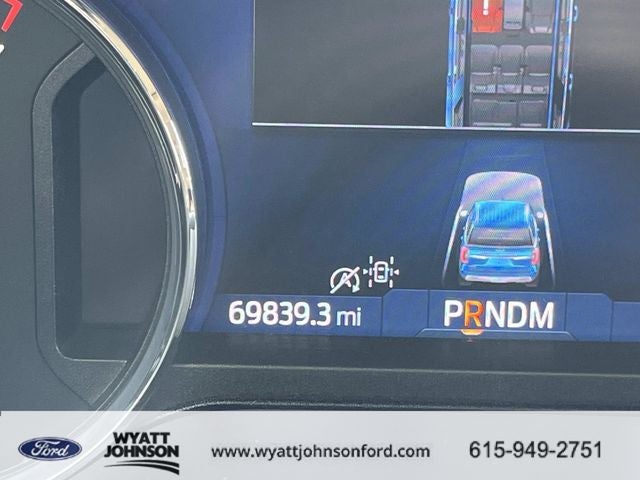 69839.3 mi
PRNDM
Ford
WYATT
JOHNSON
www.wyattjohnsonford.com
615-949-2751